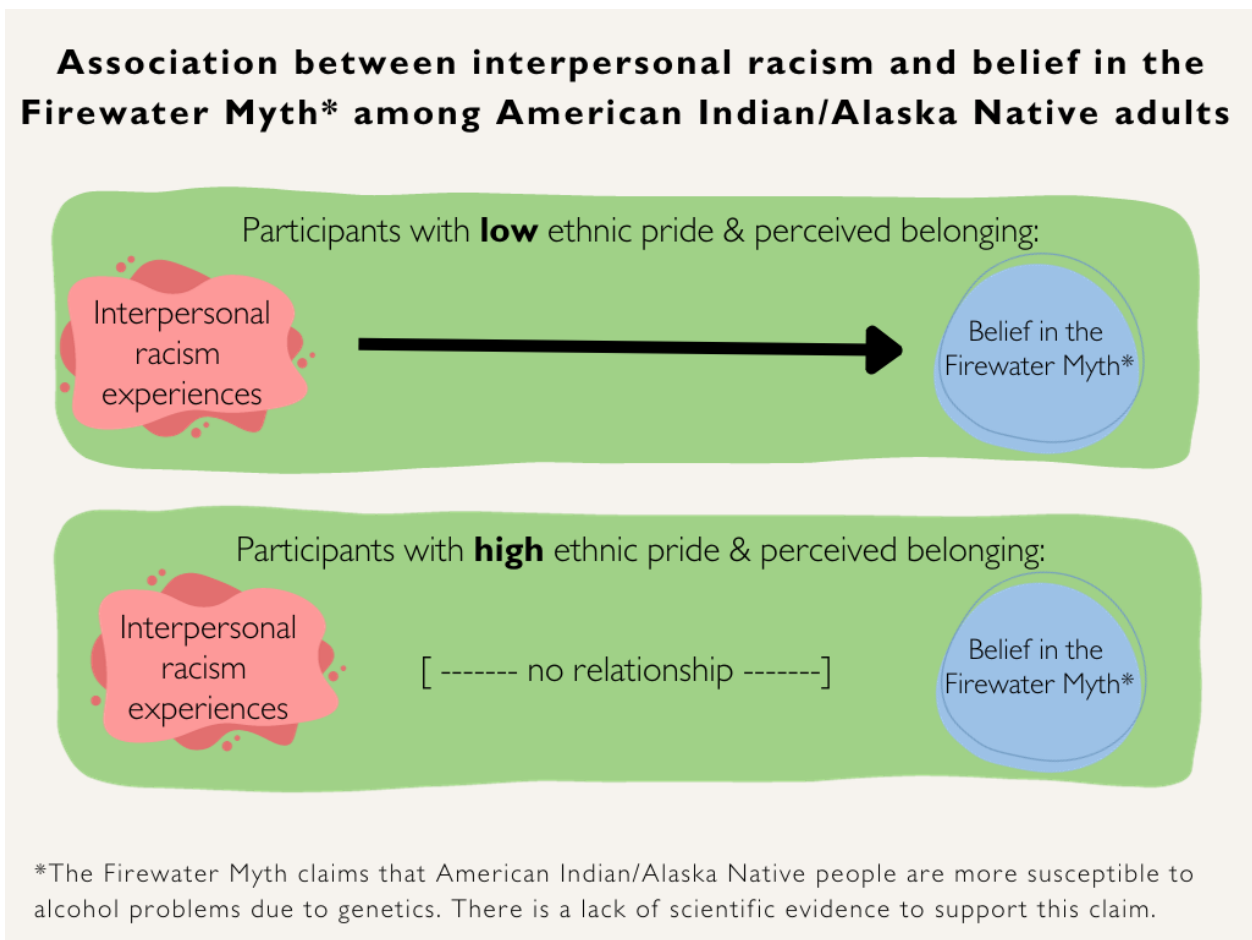 Association between interpersonal racism and belief in the
Firewater Myth* among American Indian/Alaska Native adults
Participants with low ethnic pride & perceived belonging:
Interpersonal
racism
experiences
Belief in the
Firewater Myth*
Participants with high ethnic pride & perceived belonging:
Interpersonal
racism
experiences
[ ------- no relationship -------]
Belief in the
Firewater Myth*
*The Firewater Myth claims that American Indian/Alaska Native people are more susceptible to
alcohol problems due to genetics. There is a lack of scientific evidence to support this claim.